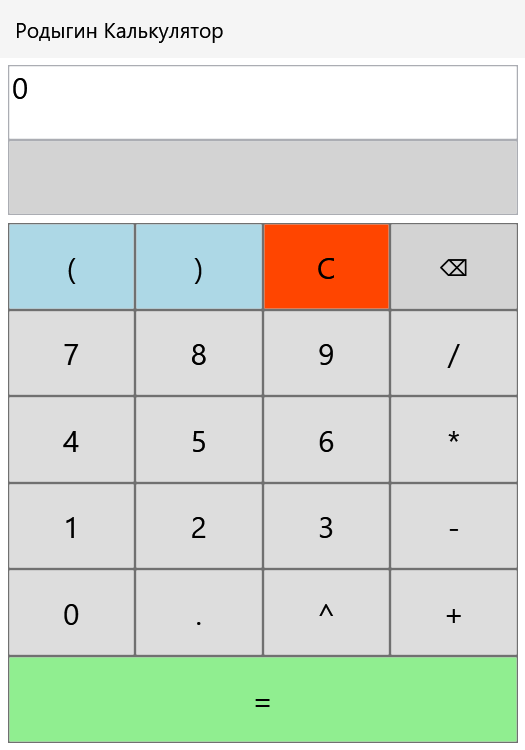 Родыгин Калькулятор
0
( ) C ⌫
7 8 9 /
4 5 6 *
1 2 3 -
0 . ^ +
=